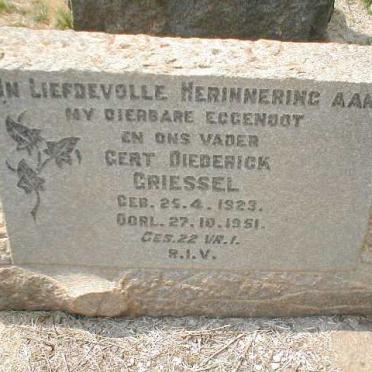 IN LIEFDEVOLLE HERINNERING AAN
MY DIERBARE EGGENOOT
EN ONS VADER
GERT DIEDERICK
GRIESSEL
GEB. 25.4.1923.
OORL. 27.10.1951.
GES. 22 VR.1.
R.I.V.